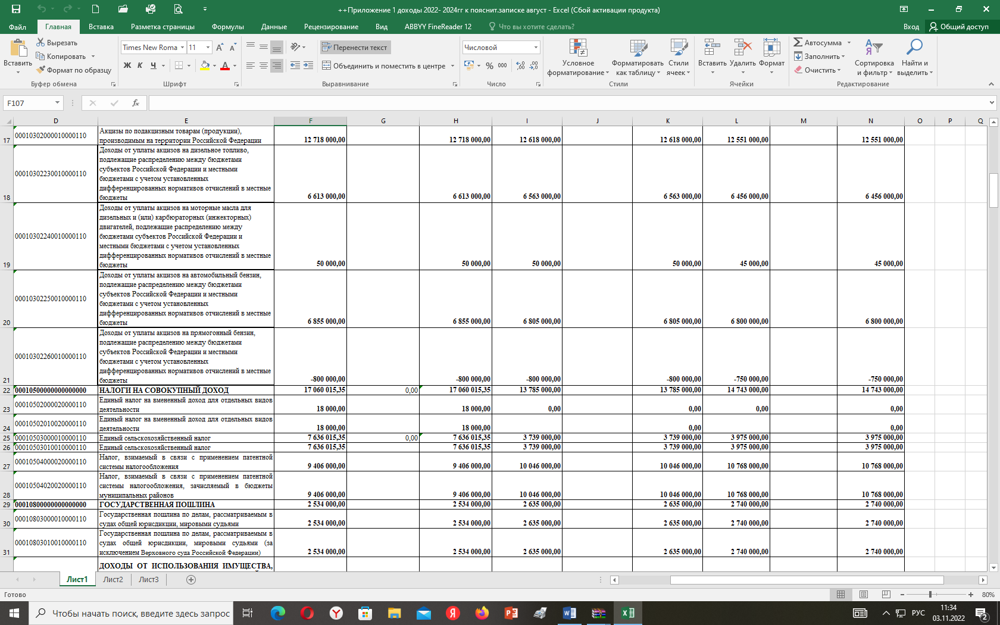 ++Приложение 1 доходы 2022- 2024гг к пояснит.записке август - Excel (Сбой активации продукта)
Файл Главная Вставка Разметка страницы Формулы Данные Рецензирование Вид ABBYY FineReader 12 Что вы хотите сделать? Вход Общий доступ
Вставить
Вырезать
Копировать
Формат по образцу
Буфер обмена
Times New Roma 11
Ж К Ч
Шрифт
Перенести текст
Объединить и поместить в центре
Выравнивание
Числовой
% 000
Число
Условное форматирование
Форматировать как таблицу
Стили ячеек
Стили
Вставить Удалить Формат
Ячейки
Автосумма
Заполнить
Очистить
Сортировка и фильтр
Найти и выделить
Редактирование
F107
fx
D E F G H I J K L M N O P Q
17 00010302000010000110 Акцизы по подакцизным товарам (продукции),
производимым на территории Российской Федерации 12 718 000,00 12 718 000,00 12 618 000,00 12 618 000,00 12 551 000,00 12 551 000,00
18 00010302230010000110 Доходы от уплаты акцизов на дизельное топливо,
подлежащие распределению между бюджетами
субъектов Российской Федерации и местными
бюджетами с учетом установленных
дифференцированных нормативов отчислений в местные
бюджеты 6 613 000,00 6 613 000,00 6 563 000,00 6 563 000,00 6 456 000,00 6 456 000,00
19 00010302240010000110 Доходы от уплаты акцизов на моторные масла для
дизельных и (или) карбюраторных (инжекторных)
двигателей, подлежащие распределению между
бюджетами субъектов Российской Федерации и
местными бюджетами с учетом установленных
дифференцированных нормативов отчислений в местные
бюджеты 50 000,00 50 000,00 50 000,00 50 000,00 45 000,00 45 000,00
20 00010302250010000110 Доходы от уплаты акцизов на автомобильный бензин,
подлежащие распределению между бюджетами
субъектов Российской Федерации и местными
бюджетами с учетом установленных
дифференцированных нормативов отчислений в местные
бюджеты 6 855 000,00 6 855 000,00 6 805 000,00 6 805 000,00 6 800 000,00 6 800 000,00
21 00010302260010000110 Доходы от уплаты акцизов на прямогонный бензин,
подлежащие распределению между бюджетами
субъектов Российской Федерации и местными
бюджетами с учетом установленных
дифференцированных нормативов отчислений в местные
бюджеты -800 000,00 -800 000,00 -800 000,00 -800 000,00 -750 000,00 -750 000,00
22 00010500000000000000 НАЛОГИ НА СОВОКУПНЫЙ ДОХОД 17 060 015,35 0,00 17 060 015,35 13 785 000,00 13 785 000,00 14 743 000,00 14 743 000,00
23 00010502000020000110 Единый налог на вмененный доход для отдельных видов
деятельности 18 000,00 18 000,00 0,00 0,00 0,00 0,00
24 00010502010020000110 Единый налог на вмененный доход для отдельных видов
деятельности 18 000,00 18 000,00 0,00 0,00
25 00010503000010000110 Единый сельскохозяйственный налог 7 636 015,35 0,00 7 636 015,35 3 739 000,00 3 739 000,00 3 975 000,00 3 975 000,00
26 00010503010010000110 Единый сельскохозяйственный налог 7 636 015,35 7 636 015,35 3 739 000,00 3 739 000,00 3 975 000,00 3 975 000,00
27 00010504000020000110 Налог, взимаемый в связи с применением патентной
системы налогообложения 9 406 000,00 9 406 000,00 10 046 000,00 10 046 000,00 10 768 000,00 10 768 000,00
28 00010504020020000110 Налог, взимаемый в связи с применением патентной
системы налогообложения, зачисляемый в бюджеты
муниципальных районов 9 406 000,00 9 406 000,00 10 046 000,00 10 046 000,00 10 768 000,00 10 768 000,00
29 00010800000000000000 ГОСУДАРСТВЕННАЯ ПОШЛИНА 2 534 000,00 2 534 000,00 2 635 000,00 2 635 000,00 2 740 000,00 2 740 000,00
30 00010803000010000110 Государственная пошлина по делам, рассматриваемым в
судах общей юрисдикции, мировыми судьями 2 534 000,00 2 534 000,00 2 635 000,00 2 635 000,00 2 740 000,00 2 740 000,00
31 00010803010010000110 Государственная пошлина по делам, рассматриваемым в
судах общей юрисдикции, мировыми судьями (за
исключением Верховного суда Российской Федерации) 2 534 000,00 2 534 000,00 2 635 000,00 2 635 000,00 2 740 000,00 2 740 000,00
ДОХОДЫ ОТ ИСПОЛЬЗОВАНИЯ ИМУЩЕСТВА,
Лист1 Лист2 Лист3
Готово 80%
Чтобы начать поиск, введите здесь запрос
РУС 11:34
03.11.2022
2